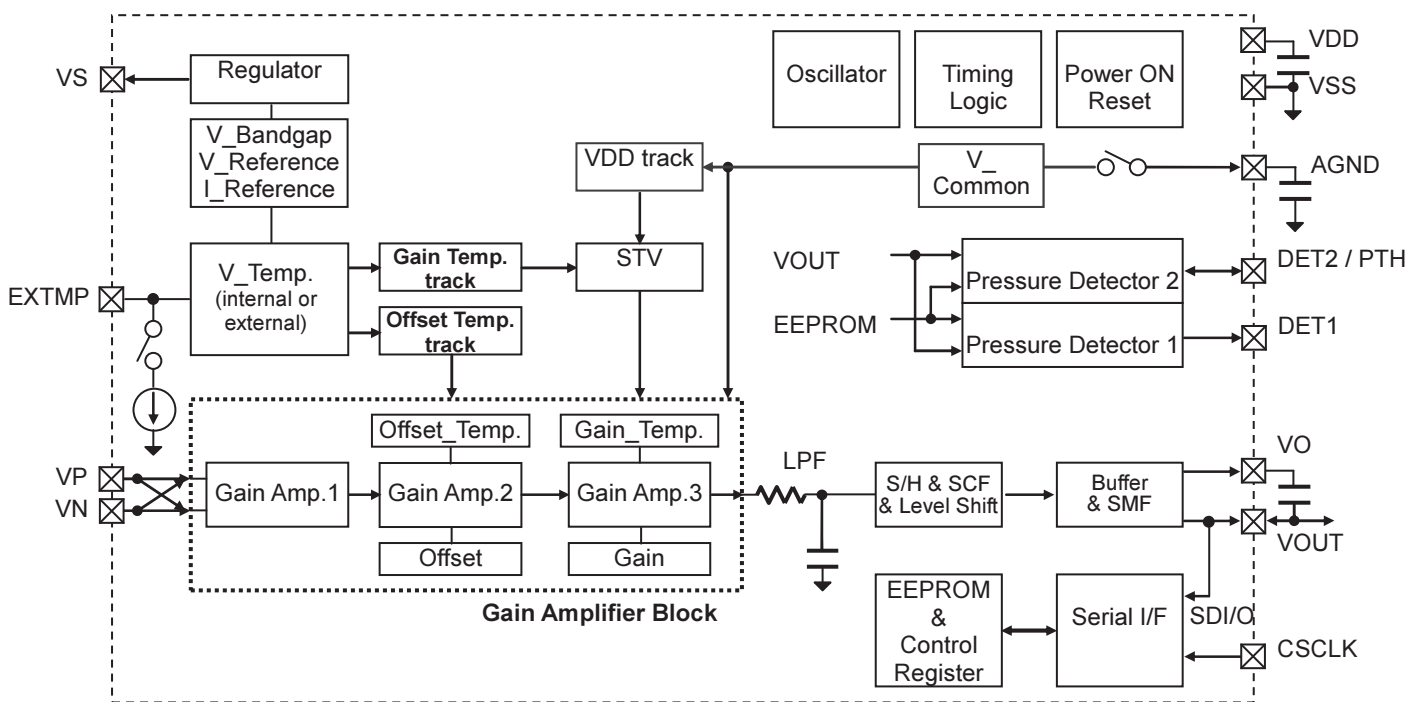 VS
Regulator
V_Bandgap
V_Reference
I_Reference
Oscillator
Timing
Logic
Power ON
Reset
VDD
VSS
VDD track
V_
Common
AGND
EXTMP
V_Temp.
(internal or
external)
Gain Temp.
track
Offset Temp.
track
STV
VOUT
EEPROM
Pressure Detector 2
Pressure Detector 1
DET2 / PTH
DET1
VP
VN
Offset_Temp.
Gain_Temp.
Gain Amp.1
Gain Amp.2
Gain Amp.3
Offset
Gain
Gain Amplifier Block
LPF
S/H & SCF
& Level Shift
Buffer
& SMF
VO
VOUT
EEPROM
&
Control
Register
Serial I/F
SDI/O
CSCLK